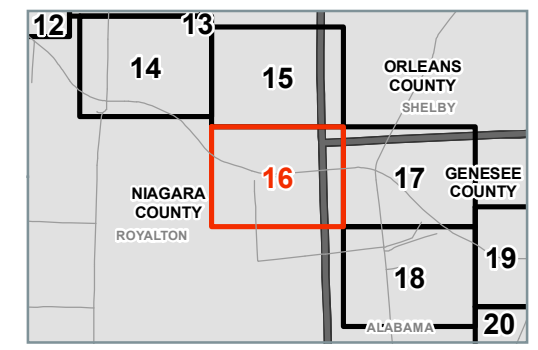 12
13
14
15
ORLEANS
COUNTY
SHELBY
16
17
GENESEE
COUNTY
NIAGARA
COUNTY
ROYALTON
19
18
ALABAMA
20